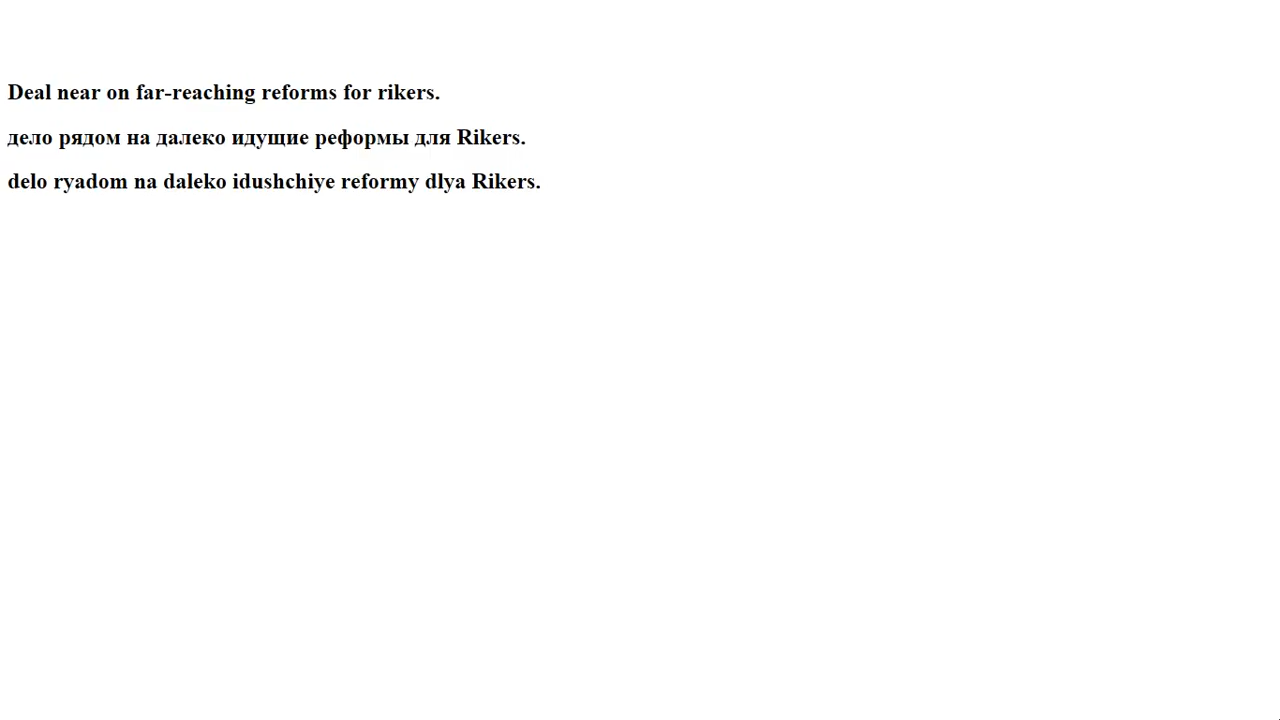 Deal near on far-reaching reforms for rikers.
дело рядом на далеко идущие реформы для Rikers.
delo ryadom na daleko idushchiye reformy dlya Rikers.